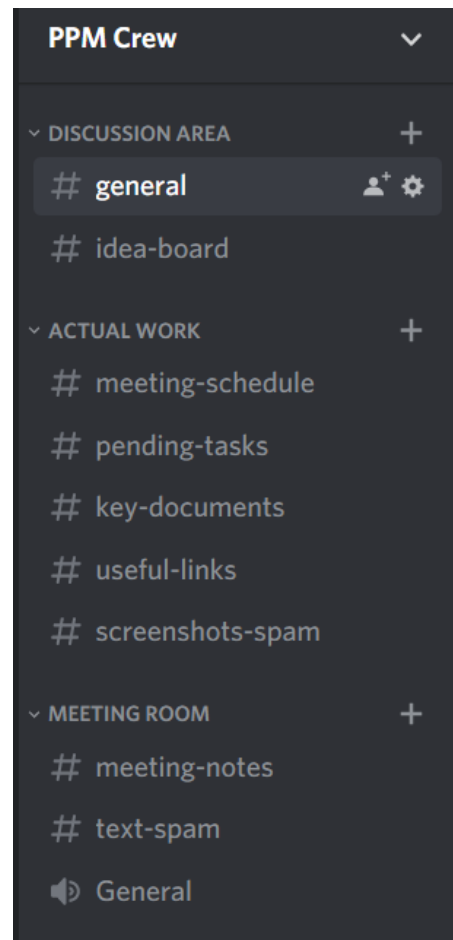 PPM Crew
DISCUSSION AREA
general
idea-board
ACTUAL WORK
meeting-schedule
pending-tasks
key-documents
useful-links
screenshots-spam
MEETING ROOM
meeting-notes
text-spam
General